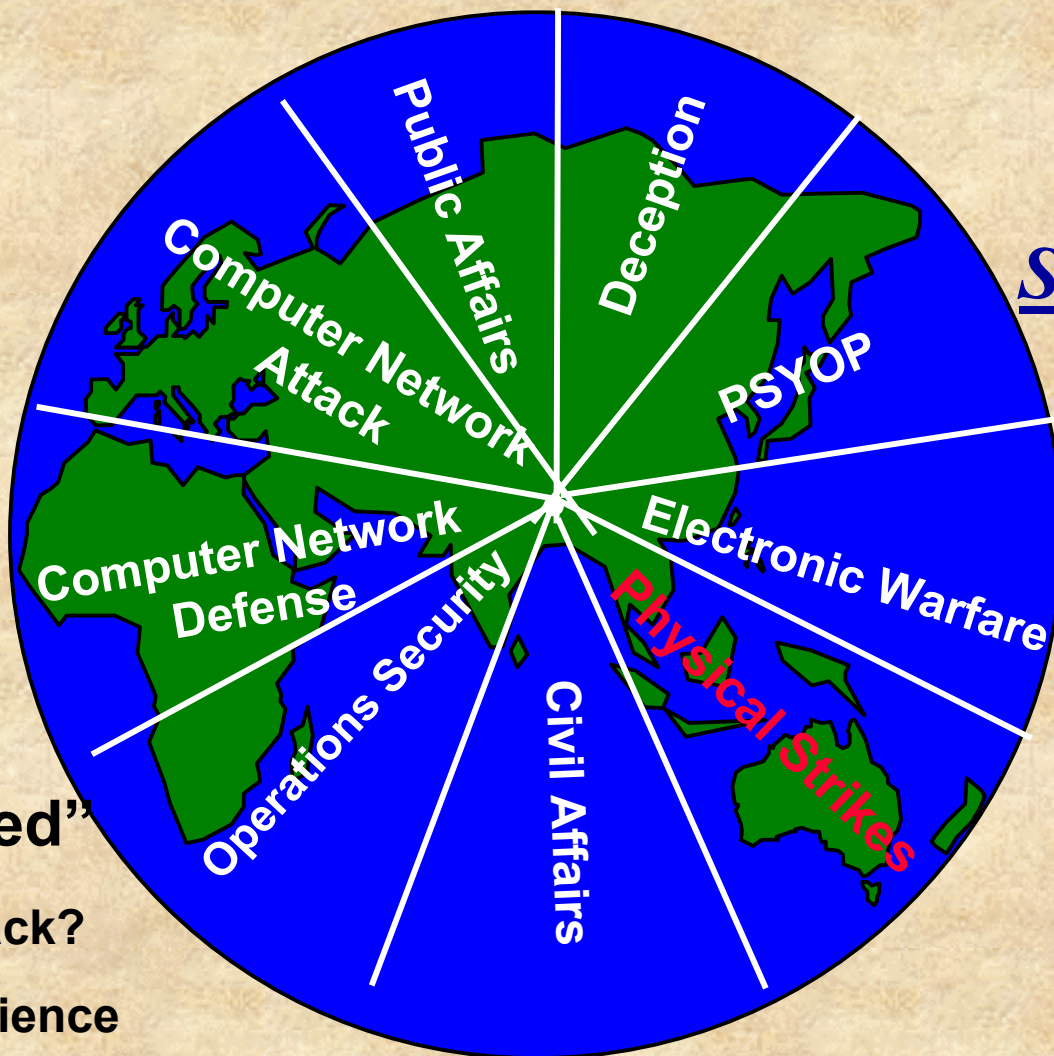 Public Affairs
Deception
Computer Network
Attack
PSYOP
Electronic Warfare
Computer Network
Defense
Operations Security
Physical Strikes
Civil Affairs
ed”
ck?
ience